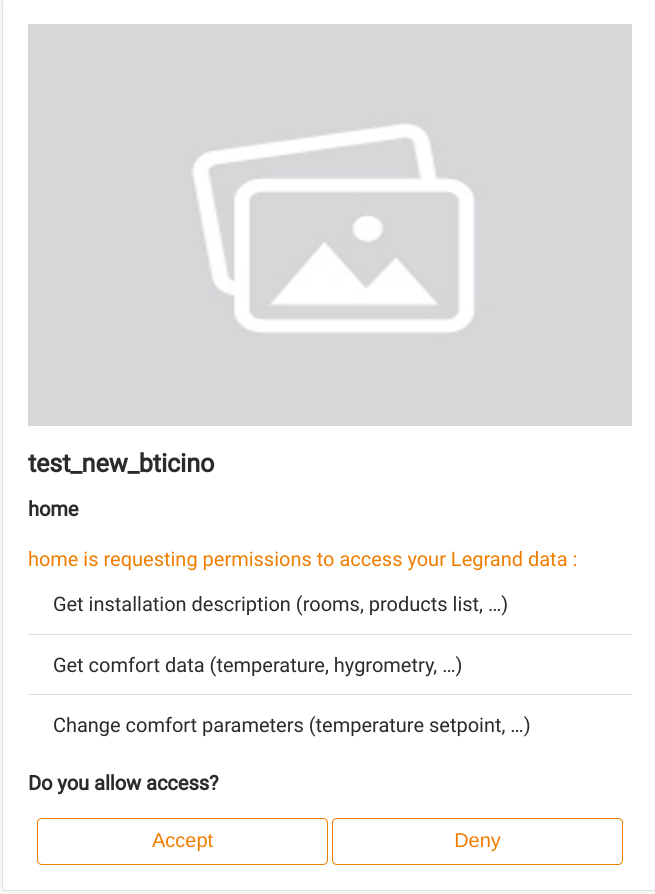 test_new_bticino
home
home is requesting permissions to access your Legrand data :
Get installation description (rooms, products list, ...)
Get comfort data (temperature, hygrometry, ...)
Change comfort parameters (temperature setpoint, ...)
Do you allow access?
Accept
Deny